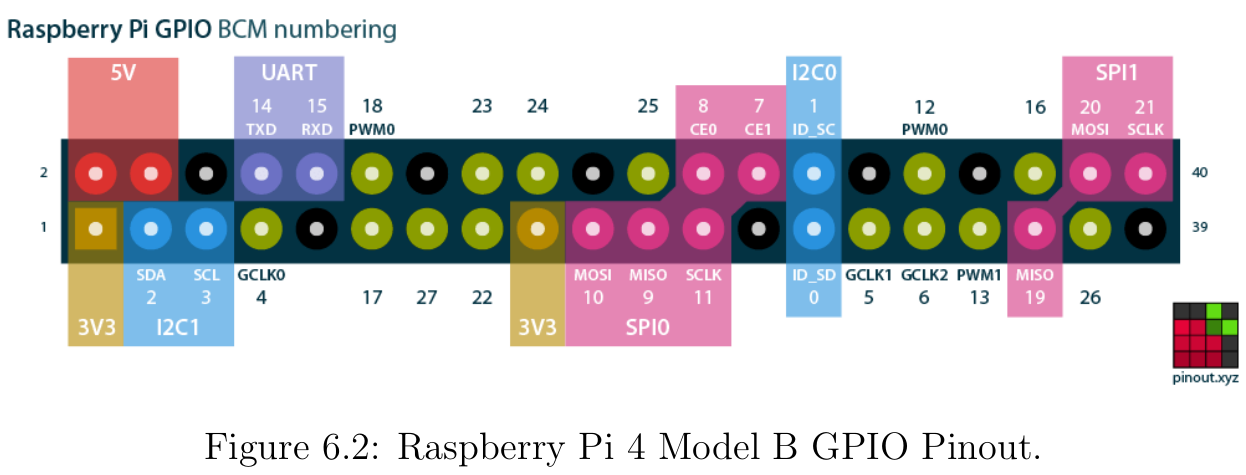 Raspberry Pi GPIO BCM numbering
5V UART I2C0 SPI1
14 15 18 23 24 25 8 7 1 12 16 20 21
TXD RXD PWM0 CE0 CE1 ID_SC PWM0 MOSI SCLK
2 40
1 39
SDA SCL GCLK0 MOSI MISO SCLK ID_SD GCLK1 GCLK2 PWM1 MISO
2 3 4 17 27 22 10 9 11 0 5 6 13 19 26
3V3 I2C1 3V3 SPI0
pinout.xyz
Figure 6.2: Raspberry Pi 4 Model B GPIO Pinout.